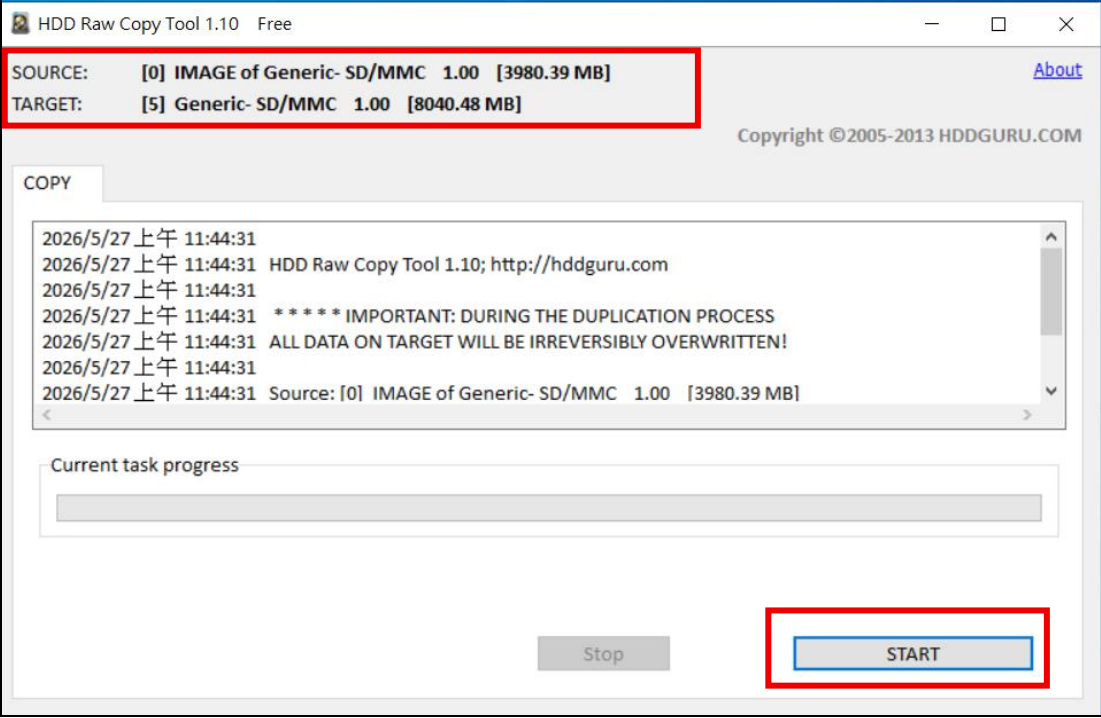 HDD Raw Copy Tool 1.10 Free
SOURCE: [0] IMAGE of Generic- SD/MMC 1.00 [3980.39 MB]
About
TARGET: [5] Generic- SD/MMC 1.00 [8040.48 MB]
Copyright ©2005-2013 HDDGURU.COM
COPY
2026/5/27 上午 11:44:31
2026/5/27 上午 11:44:31 HDD Raw Copy Tool 1.10; http://hddguru.com
2026/5/27 上午 11:44:31
2026/5/27 上午 11:44:31 * * * * * IMPORTANT: DURING THE DUPLICATION PROCESS
2026/5/27 上午 11:44:31 ALL DATA ON TARGET WILL BE IRREVERSIBLY OVERWRITTEN!
2026/5/27 上午 11:44:31
2026/5/27 上午 11:44:31 Source: [0] IMAGE of Generic- SD/MMC 1.00 [3980.39 MB]
Current task progress
Stop
START